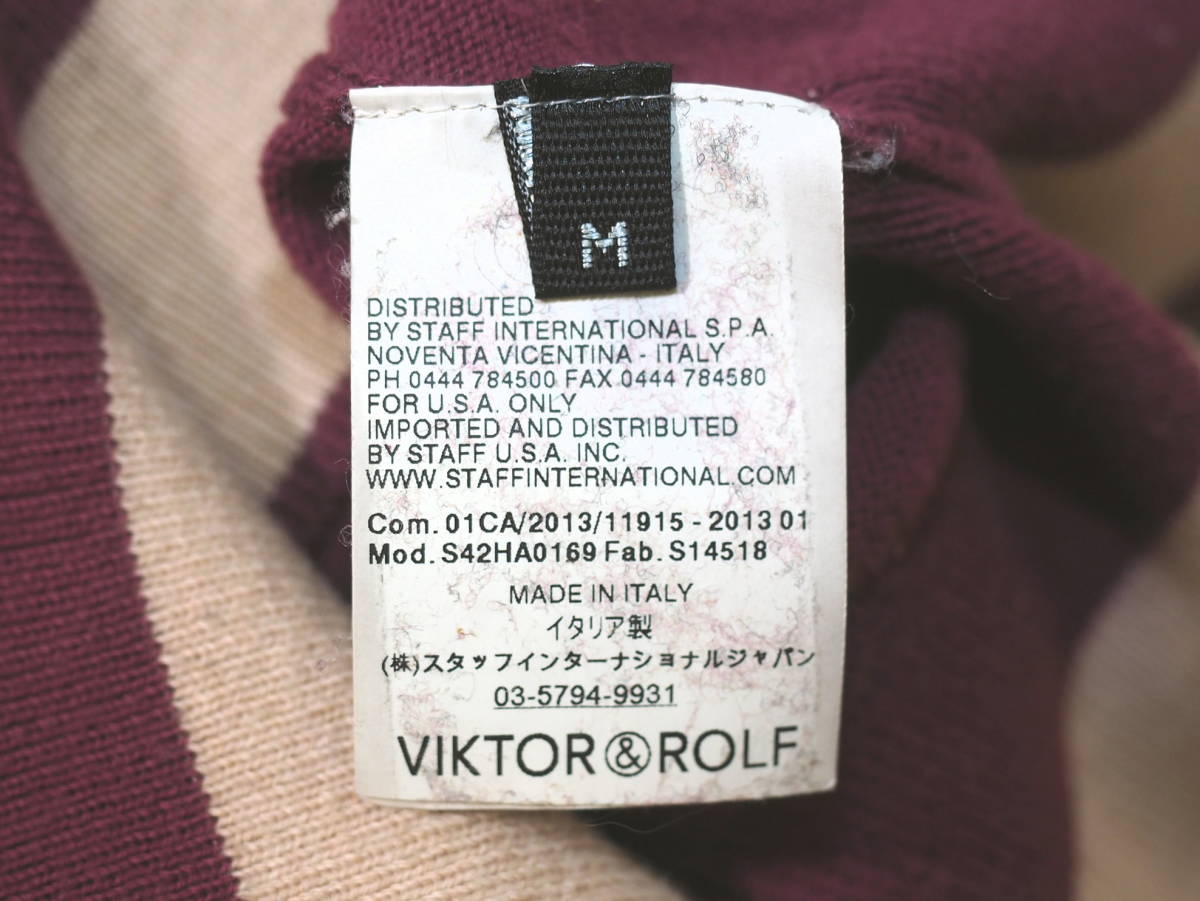 M
DISTRIBUTED
BY STAFF INTERNATIONAL S.P.A.
NOVENTA VICENTINA - ITALY
PH 0444 784500 FAX 0444 784580
FOR U.S.A. ONLY
IMPORTED AND DISTRIBUTED
BY STAFF U.S.A. INC.
WWW.STAFFINTERNATIONAL.COM
Com. 01CA/2013/11915 - 2013 01
Mod. S42HA0169 Fab. S14518
MADE IN ITALY
イタリア製
(株)スタッフインターナショナルジャパン
03-5794-9931
VIKTOR&ROLF